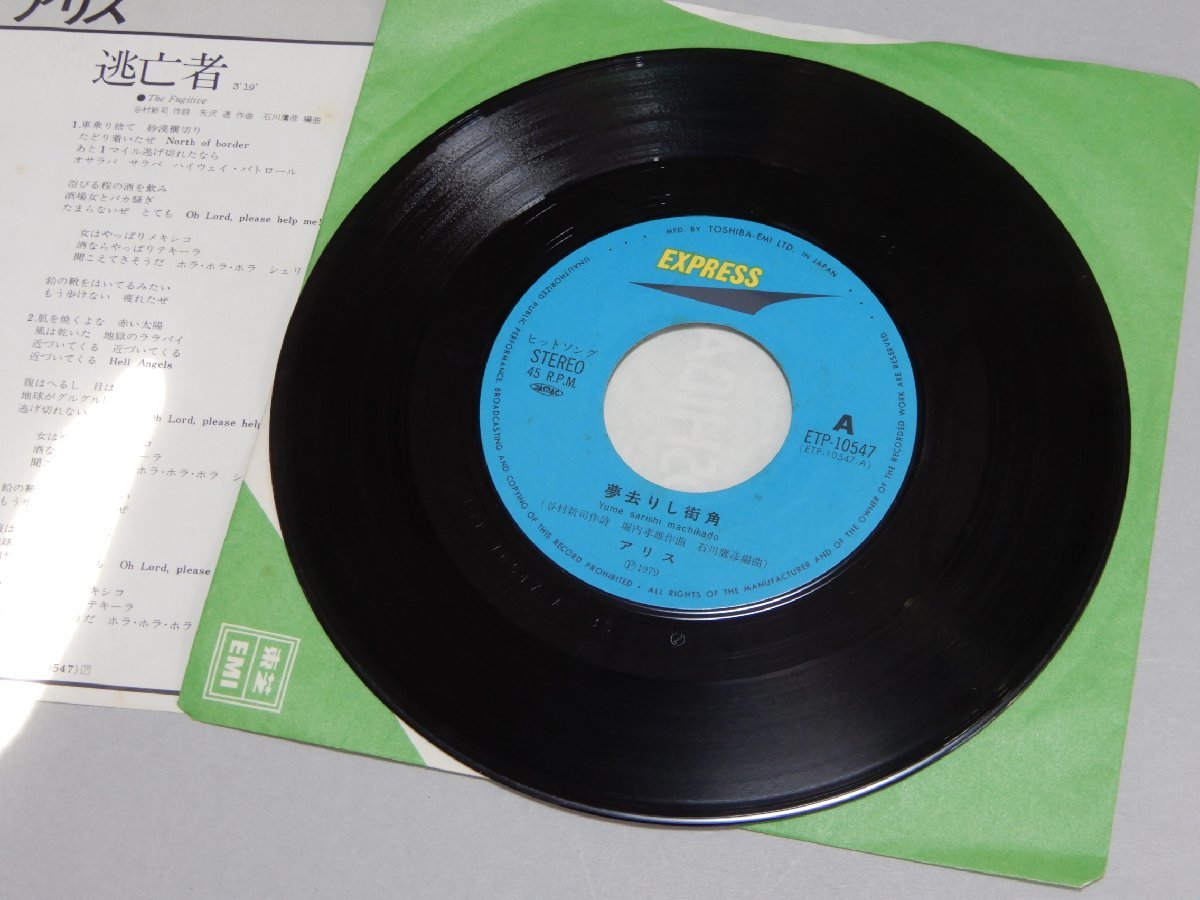 アリス
逃亡者 3'19"
●The Fugitive
谷村新司 作詩 矢沢 透 作曲 石川鷹彦 編曲
1.車乗り捨て 砂漠横切り
たどり着いたぜ North of border
あと1マイル逃げ切れたなら
オサラバ サラバ ハイウェイ・パトロール
浴びる程の酒を飲み
酒場女とバカ騒ぎ
たまらないぜ とても Oh Lord, please help me!
女はやっぱりメキシコ
酒ならやっぱりテキーラ
聞こえてきそうだ ホラ・ホラ・ホラ シェリ
鉛の靴をはいてるみたい
もう歩けない 疲れたぜ
2.肌を焼くよな 赤い太陽
風は乾いた 地獄のララバイ
近づいてくる 近づいてくる
近づいてくる Hell Angels
腹はへるし 目は
地球がグルグル
逃げ切れない Oh Lord, please help
女はや コ
酒な ーラ
聞こ ホラ・ホラ・ホラ シ
鉛の靴
もう
Oh Lord, please
キシコ
テキーラ
だ ホラ・ホラ・ホラ
547)
東芝
EMI
MFD. BY TOSHIBA-EMI LTD. IN JAPAN
EXPRESS
ヒットソング
STEREO
45 R.P.M.
JASRAC
A
ETP-10547
(ETP-10547-A)
夢去りし街角
Yume sarishi machikado
(谷村新司作詩 堀内孝雄作曲 石川鷹彦編曲)
アリス
Ⓟ1979
UNAUTHORIZED PUBLIC PERFORMANCE, BROADCASTING AND COPYING OF THIS RECORD PROHIBITED • ALL RIGHTS OF THE MANUFACTURER AND OF THE OWNER OF THE RECORDED WORK ARE RESERVED